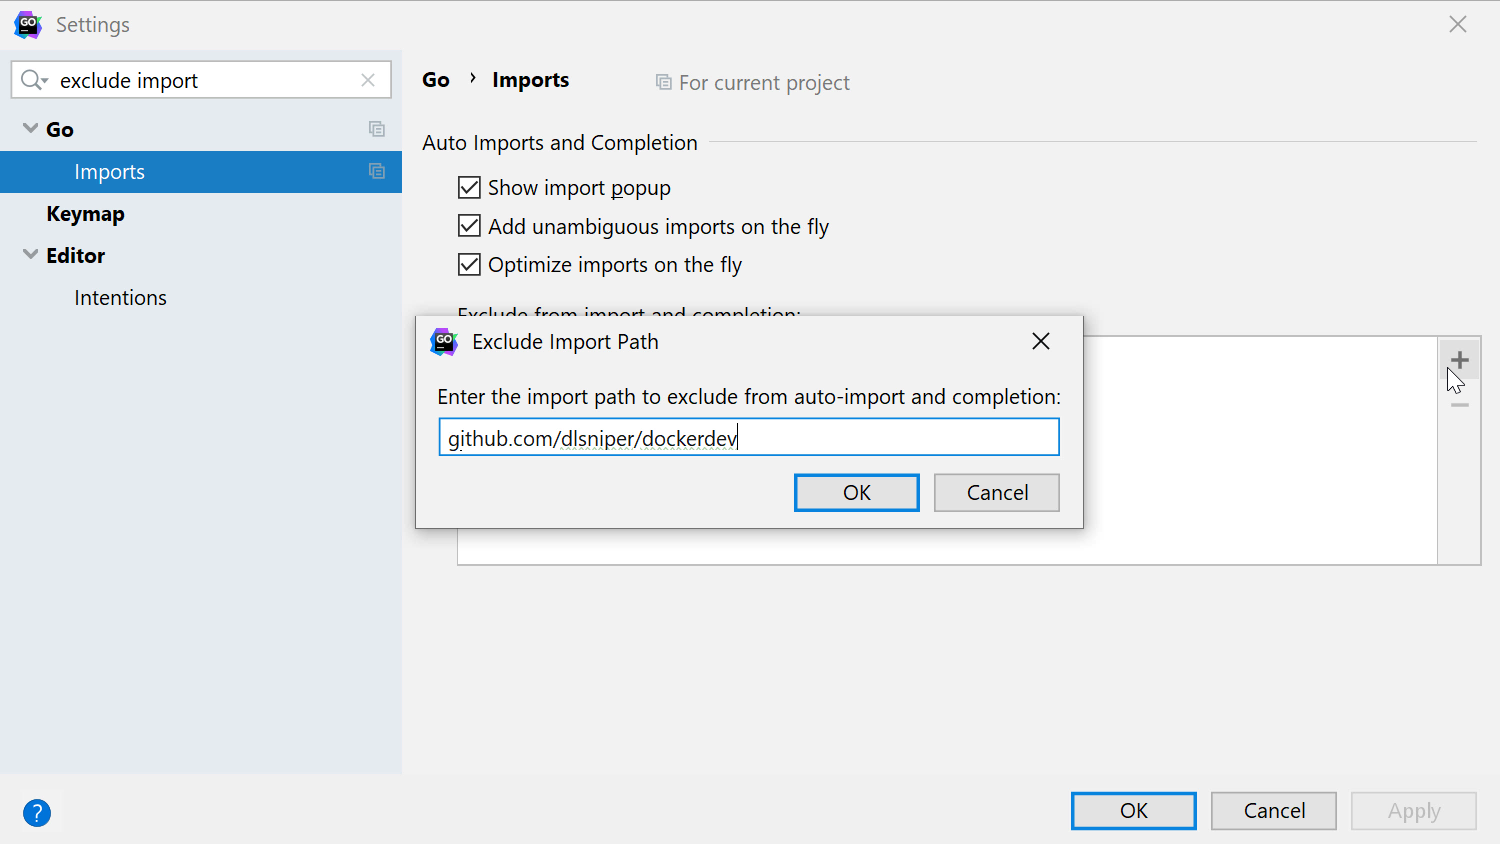 Settings
exclude import
Go
Imports
Keymap
Editor
Intentions
Go › Imports
For current project
Auto Imports and Completion
Show import popup
Add unambiguous imports on the fly
Optimize imports on the fly
Exclude from import and completion:
GO
Exclude Import Path
Enter the import path to exclude from auto-import and completion:
github.com/dlsniper/dockerdev
OK Cancel
? OK Cancel Apply